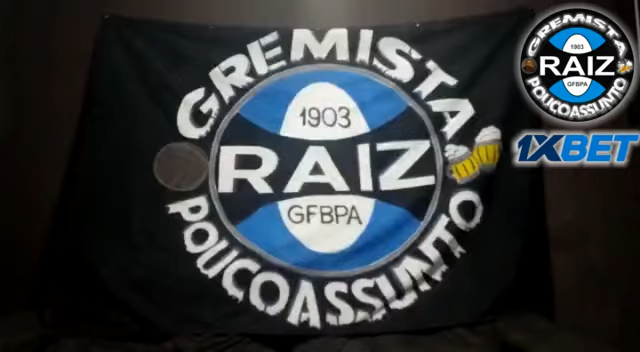 GREMISTA
1903
RAIZ
GFBPA
POUCOASSUNTO
GREMISTA
1903
RAIZ
GFBPA
POUCOASSUNTO
1XBET